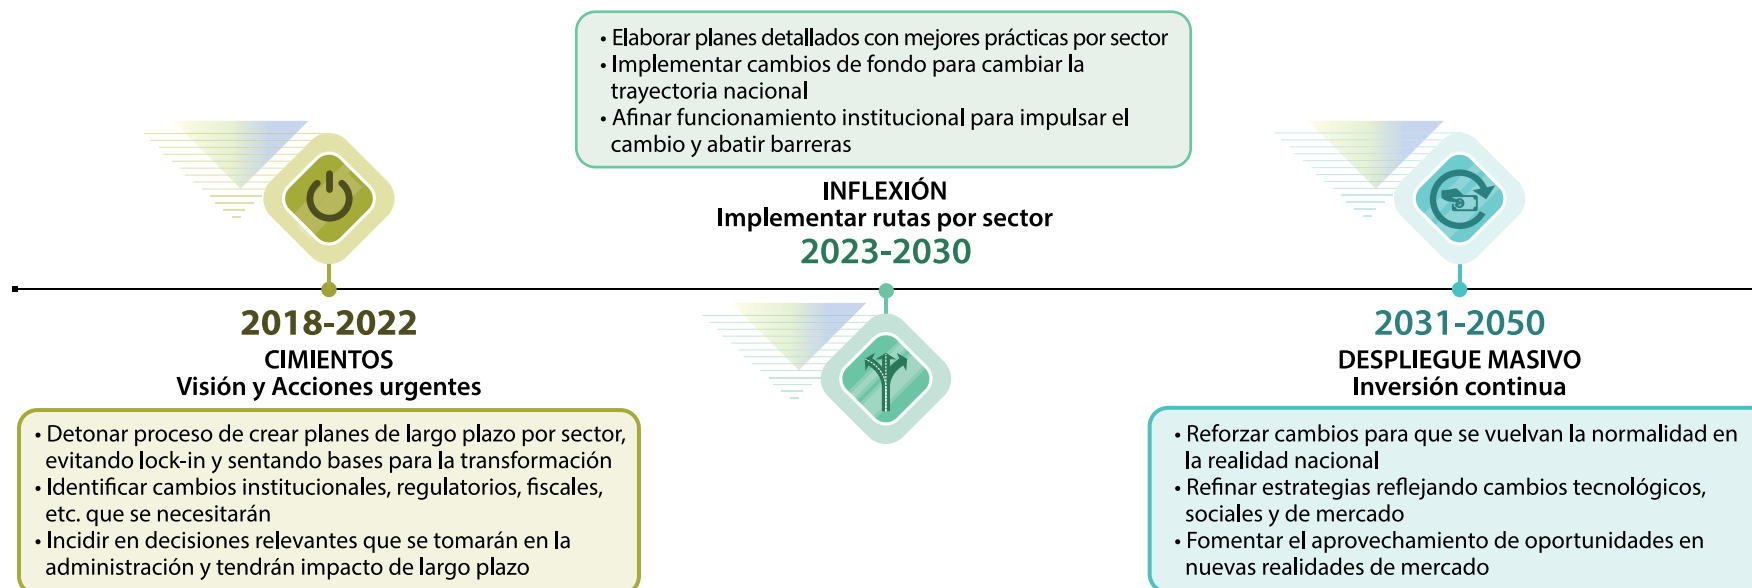 2018-2022
CIMIENTOS
Visión y Acciones urgentes
• Detonar proceso de crear planes de largo plazo por sector,
evitando lock-in y sentando bases para la transformación
• Identificar cambios institucionales, regulatorios, fiscales,
etc. que se necesitarán
• Incidir en decisiones relevantes que se tomarán en la
administración y tendrán impacto de largo plazo
• Elaborar planes detallados con mejores prácticas por sector
• Implementar cambios de fondo para cambiar la
trayectoria nacional
• Afinar funcionamiento institucional para impulsar el
cambio y abatir barreras
INFLEXIÓN
Implementar rutas por sector
2023-2030
2031-2050
DESPLIEGUE MASIVO
Inversión continua
• Reforzar cambios para que se vuelvan la normalidad en
la realidad nacional
• Refinar estrategias reflejando cambios tecnológicos,
sociales y de mercado
• Fomentar el aprovechamiento de oportunidades en
nuevas realidades de mercado